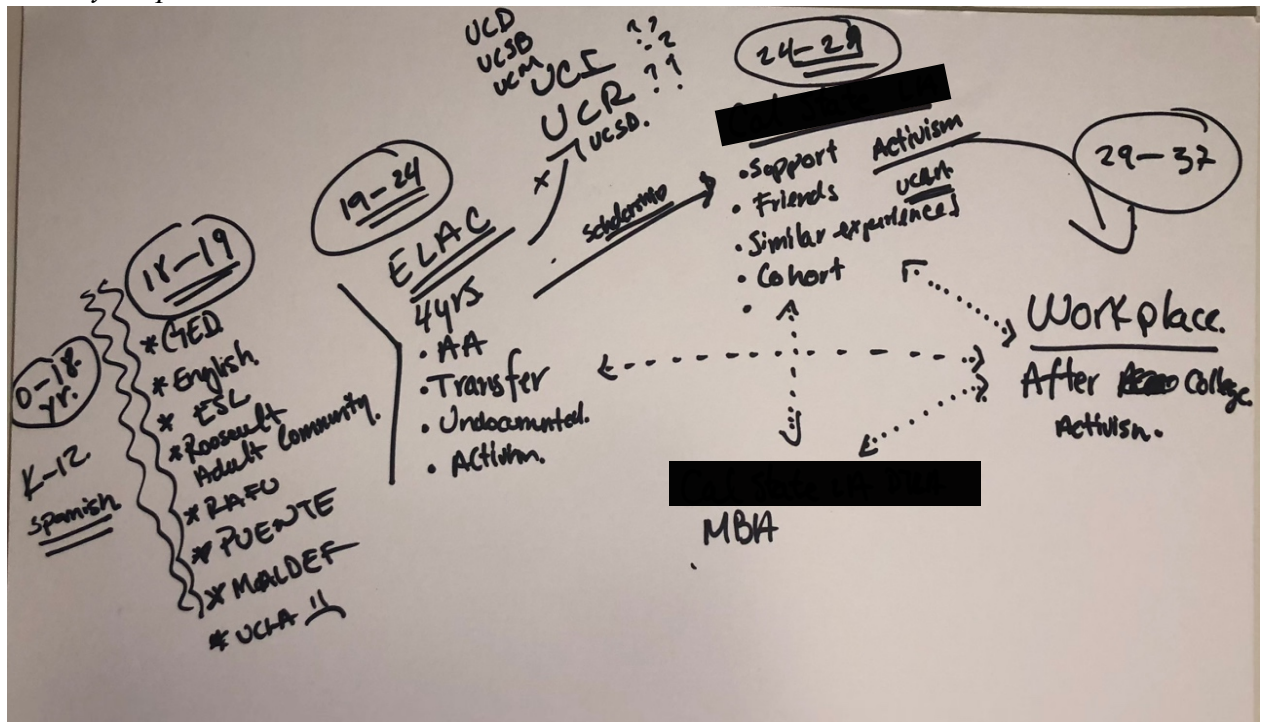 0-18.
yr.
K-12.
Spanish
18-19
*GED
*English.
* ESL
*Roosevelt
Adult Community.
*RAFU
*PUENTE
*MALDEF
*UCLA
19-24
ELAC
4yrs.
•AA
•Transfer
•Undocumented.
•Activism.
UCD
UCSB
UCM
UCI ??
UCR ??
UCSD.
x
Scholarship
24-29
•Support
•Friends
•Similar experiences
•Cohort
•
Activism
MBA
29-37
Workplace.
After College.
Activism.